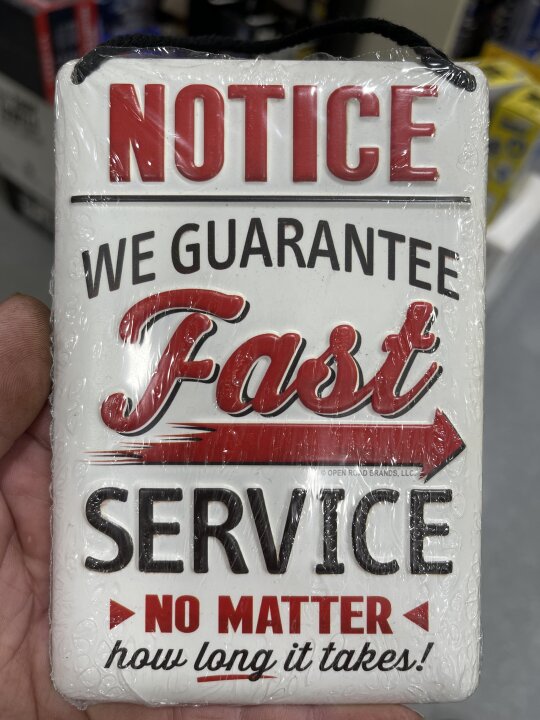 NOTICE
WE GUARANTEE
Fast
© OPEN ROAD BRANDS, LLC
SERVICE
NO MATTER
how long it takes!